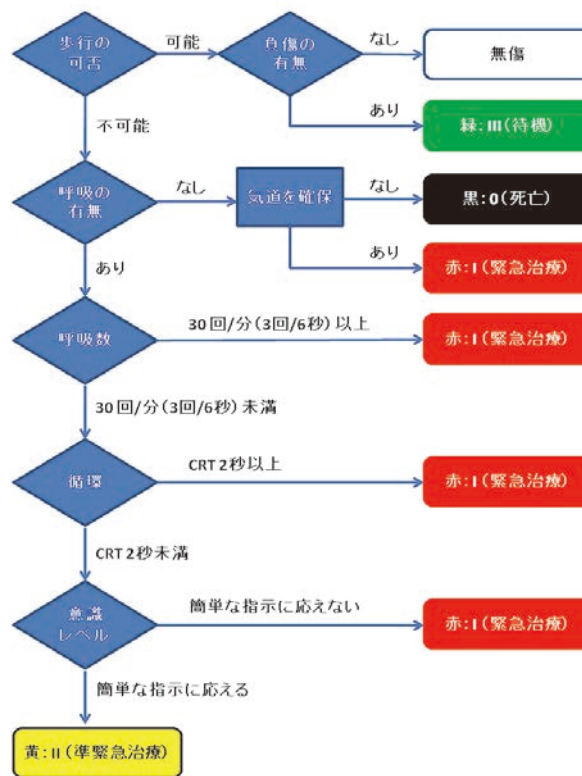 歩行の
可否
可能
負傷の
有無
なし
無傷
あり
緑:III(待機)
不可能
呼吸の
有無
なし
気道を確保
なし
黒:0(死亡)
あり
赤:I(緊急治療)
あり
呼吸数
30回/分(3回/6秒)以上
赤:I(緊急治療)
30回/分(3回/6秒)未満
循環
CRT 2秒以上
赤:I(緊急治療)
CRT 2秒未満
意識
レベル
簡単な指示に応えない
赤:I(緊急治療)
簡単な指示に応える
黄:II(準緊急治療)